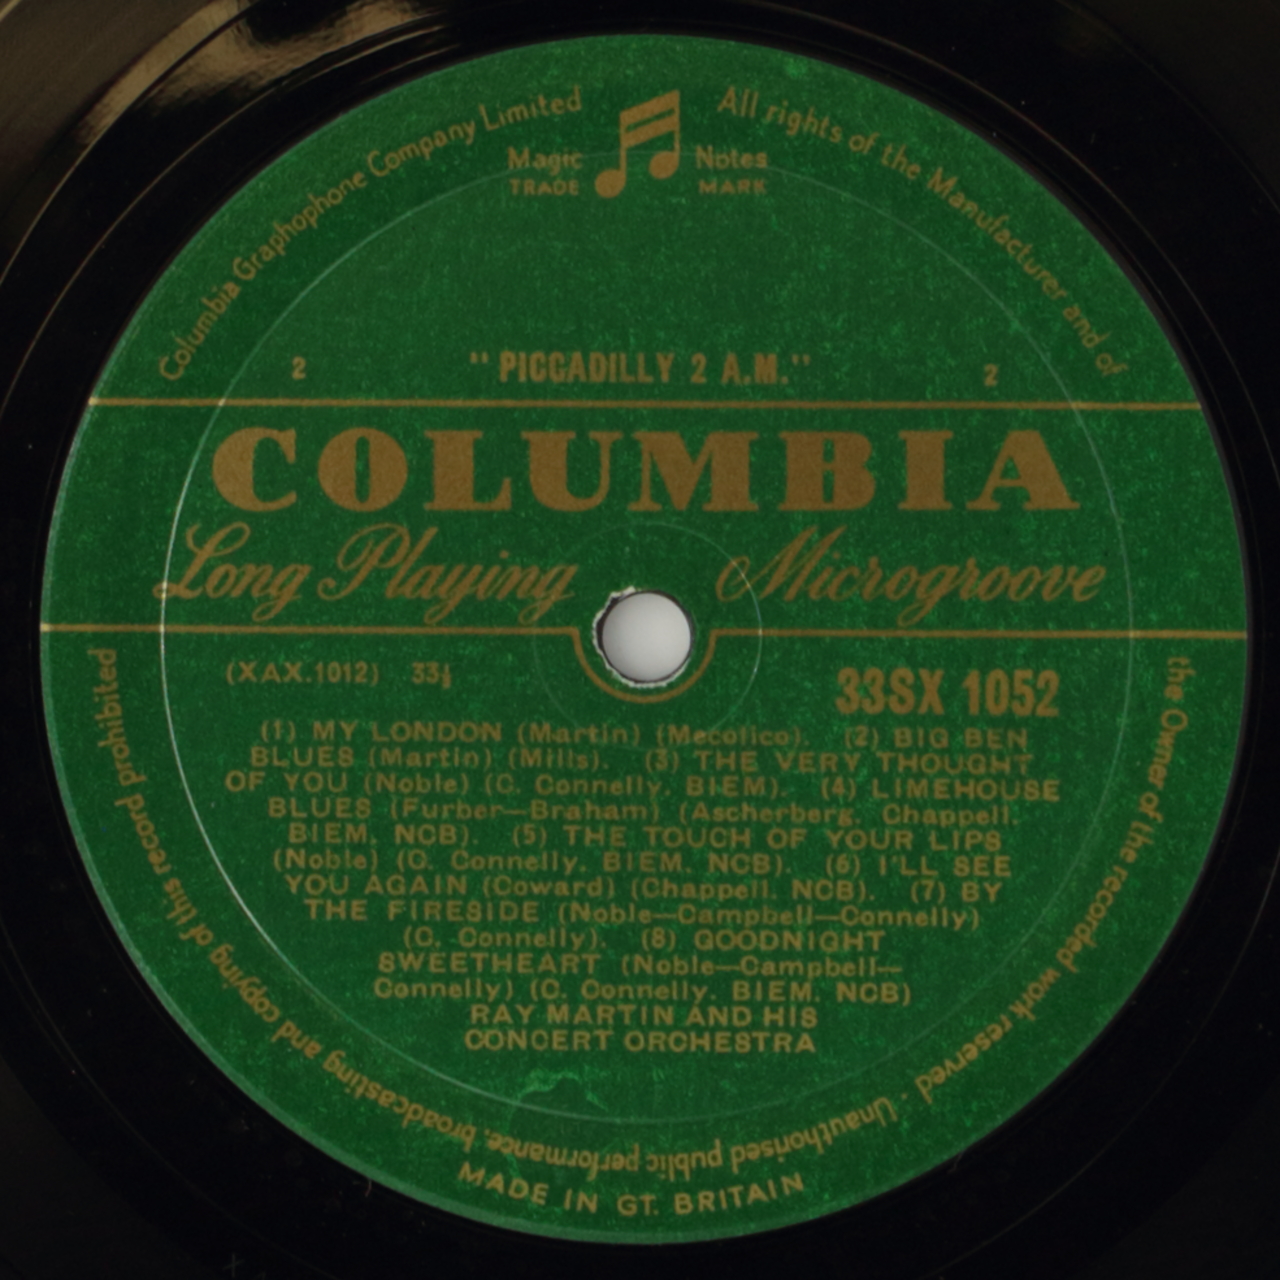 Columbia Graphophone Company Limited
All rights of the Manufacturer and of
the Owner of the recorded work reserved · Unauthorised public performance, broadcasting and copying of this record prohibited
Magic Notes
TRADE MARK
2 "PICCADILLY 2 A.M." 2
COLUMBIA
Long Playing Microgroove
(XAX.1012) 33⅓ 33SX 1052
(1) MY LONDON (Martin) (Mecolico). (2) BIG BEN
BLUES (Martin) (Mills). (3) THE VERY THOUGHT
OF YOU (Noble) (C. Connelly, BIEM). (4) LIMEHOUSE
BLUES (Furber—Braham) (Ascherberg, Chappell,
BIEM, NCB). (5) THE TOUCH OF YOUR LIPS
(Noble) (C. Connelly, BIEM, NCB). (6) I'LL SEE
YOU AGAIN (Coward) (Chappell, NCB). (7) BY
THE FIRESIDE (Noble—Campbell—Connelly)
(C. Connelly). (8) GOODNIGHT
SWEETHEART (Noble—Campbell—
Connelly) (C. Connelly, BIEM, NCB)
RAY MARTIN AND HIS
CONCERT ORCHESTRA
MADE IN GT. BRITAIN